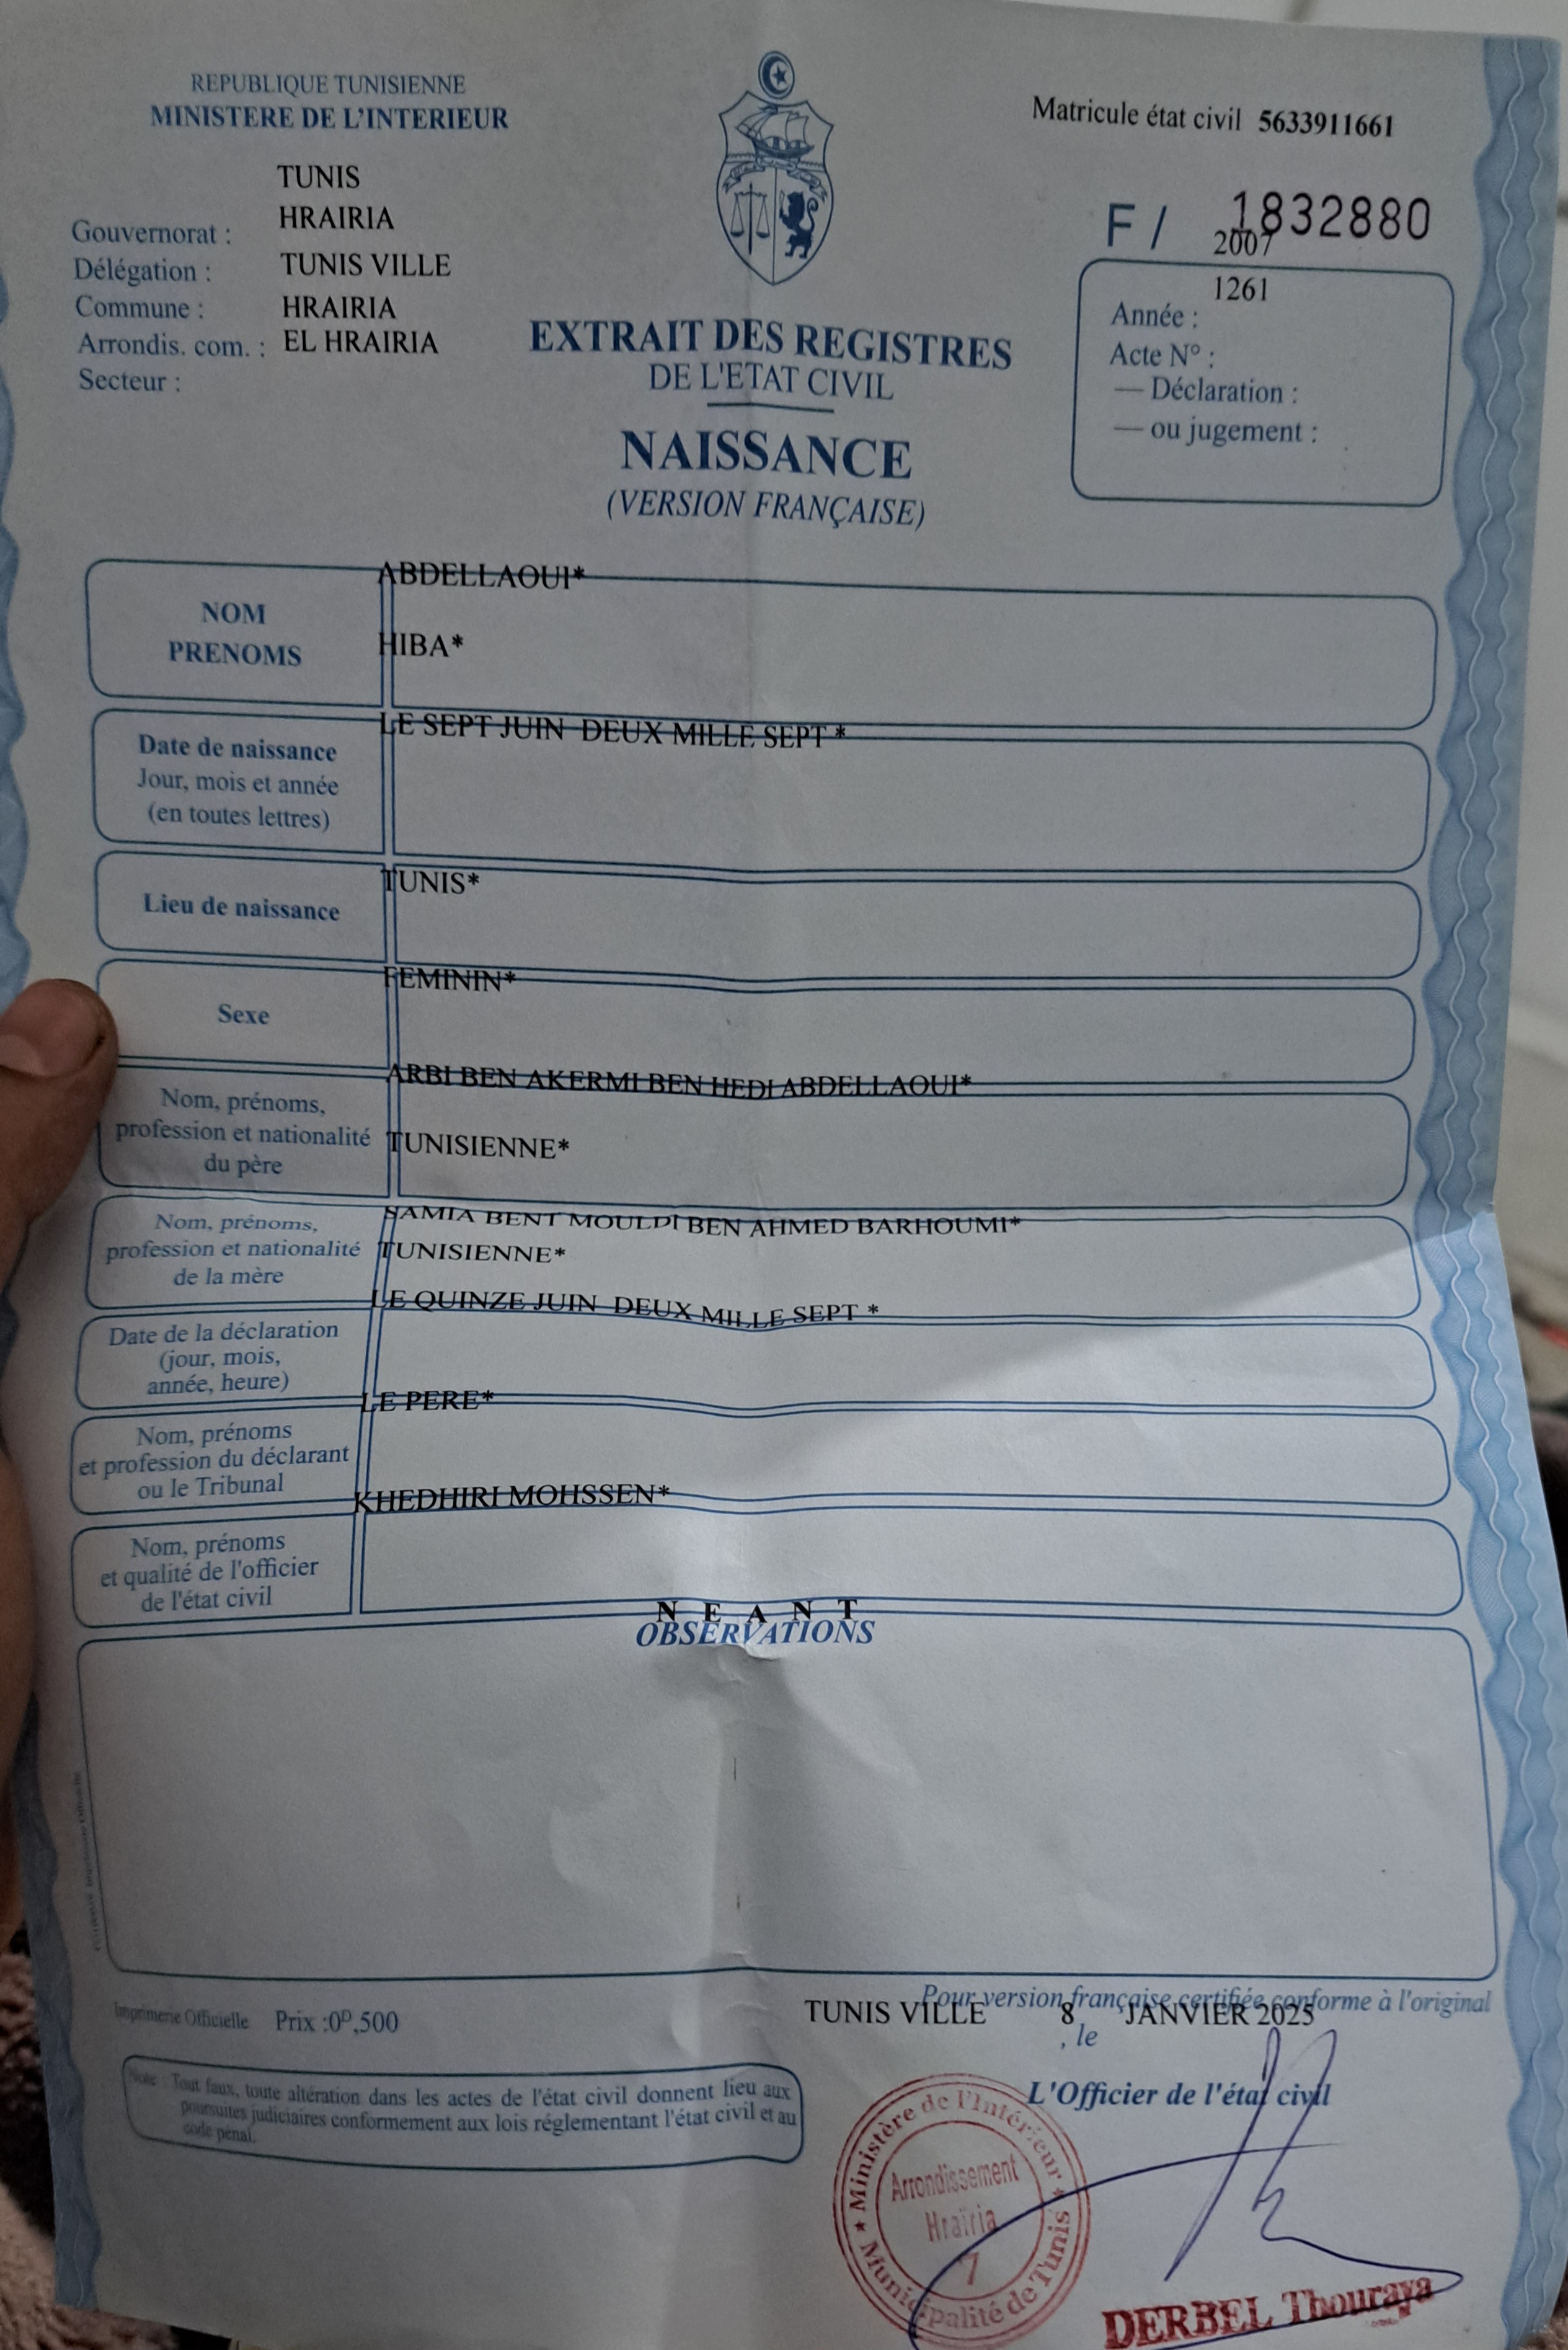 REPUBLIQUE TUNISIENNE
MINISTERE DE L'INTERIEUR
Matricule état civil 5633911661
TUNIS
HRAIRIA
Gouvernorat :
TUNIS VILLE
Délégation :
HRAIRIA
Commune :
EL HRAIRIA
Arrondis. com. :
Secteur :
F / 1832880
2007
1261
Année :
Acte N° :
— Déclaration :
— ou jugement :
EXTRAIT DES REGISTRES
DE L'ETAT CIVIL
NAISSANCE
(VERSION FRANÇAISE)
ABDELLAOUI*
NOM
PRENOMS
HIBA*
LE SEPT JUIN DEUX MILLE SEPT *
Date de naissance
Jour, mois et année
(en toutes lettres)
TUNIS*
Lieu de naissance
FEMININ*
Sexe
ARBI BEN AKERMI BEN HEDI ABDELLAOUI*
Nom, prénoms,
profession et nationalité
du père
TUNISIENNE*
SAMIA BENT MOULDI BEN AHMED BARHOUMI*
Nom, prénoms,
profession et nationalité
de la mère
TUNISIENNE*
LE QUINZE JUIN DEUX MILLE SEPT *
Date de la déclaration
(jour, mois,
année, heure)
LE PERE*
Nom, prénoms
et profession du déclarant
ou le Tribunal
KHEDHIRI MOHSSEN*
Nom, prénoms
et qualité de l'officier
de l'état civil
N E A N T
OBSERVATIONS
Imprimerie Officielle Prix :0ᴰ,500
Pour version française certifiée conforme à l'original
TUNIS VILLE 8 JANVIER 2025
, le
L'Officier de l'état civil
Note : Tout faux, toute altération dans les actes de l'état civil donnent lieu aux
poursuites judiciaires conformement aux lois réglementant l'état civil et au
code pénal.
* Ministère de l'Intérieur *
Municipalité de Tunis
Arrondissement
Hraïria
7
DERBEL Thouraya